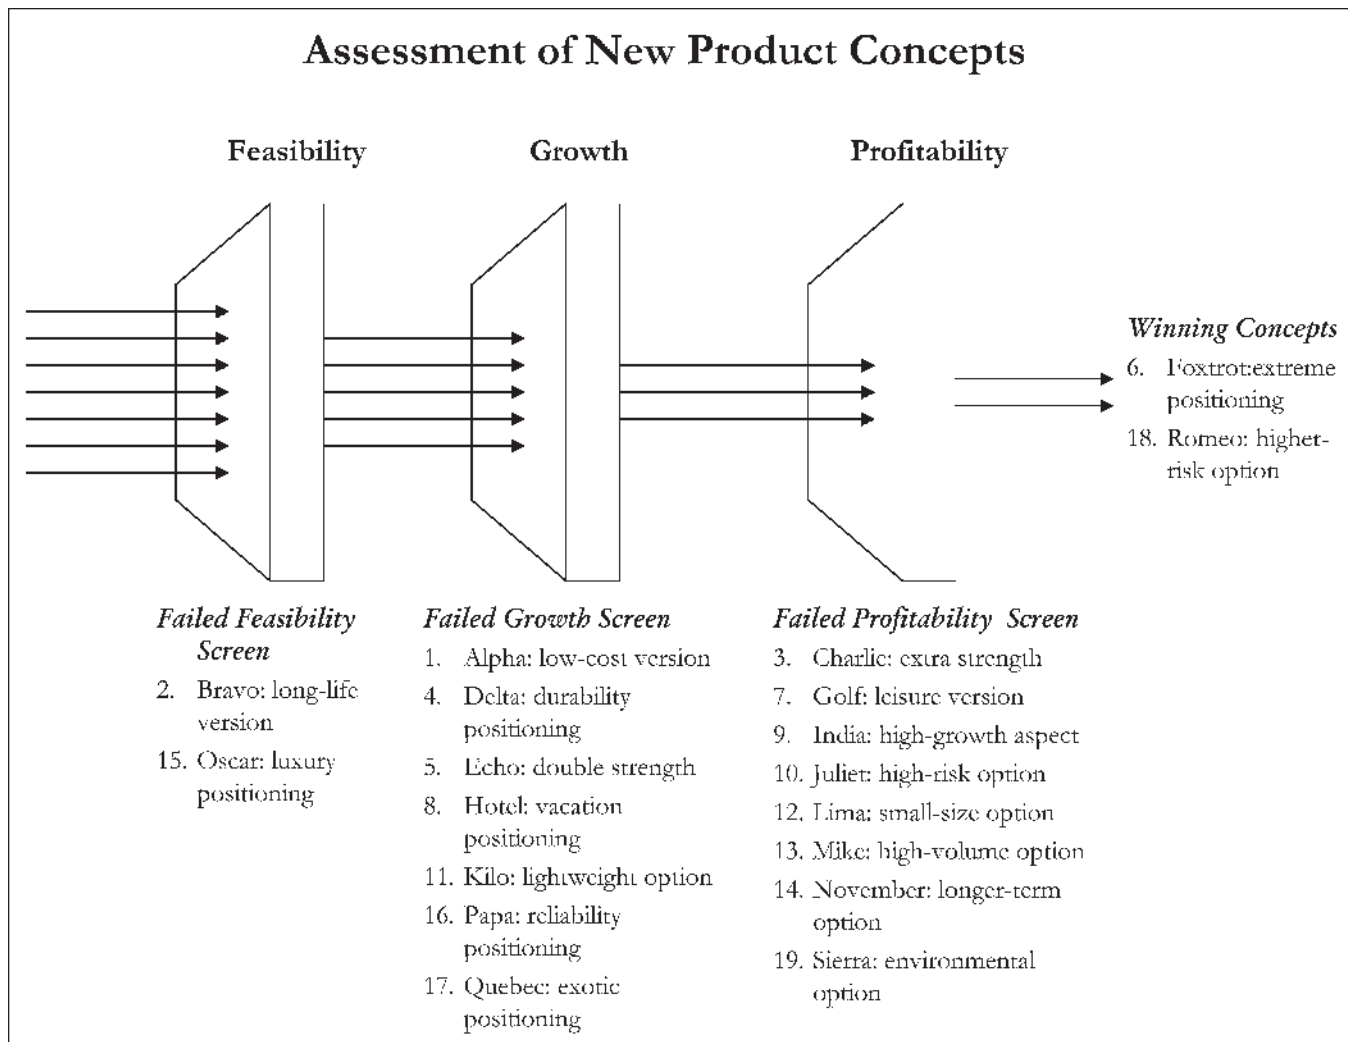 Assessment of New Product Concepts
Feasibility
Growth
Profitability
Winning Concepts
6. Foxtrot:extreme
positioning
18. Romeo: higher-
risk option
Failed Feasibility
Screen
2. Bravo: long-life
version
15. Oscar: luxury
positioning
Failed Growth Screen
1. Alpha: low-cost version
4. Delta: durability
positioning
5. Echo: double strength
8. Hotel: vacation
positioning
11. Kilo: lightweight option
16. Papa: reliability
positioning
17. Quebec: exotic
positioning
Failed Profitability Screen
3. Charlie: extra strength
7. Golf: leisure version
9. India: high-growth aspect
10. Juliet: high-risk option
12. Lima: small-size option
13. Mike: high-volume option
14. November: longer-term
option
19. Sierra: environmental
option